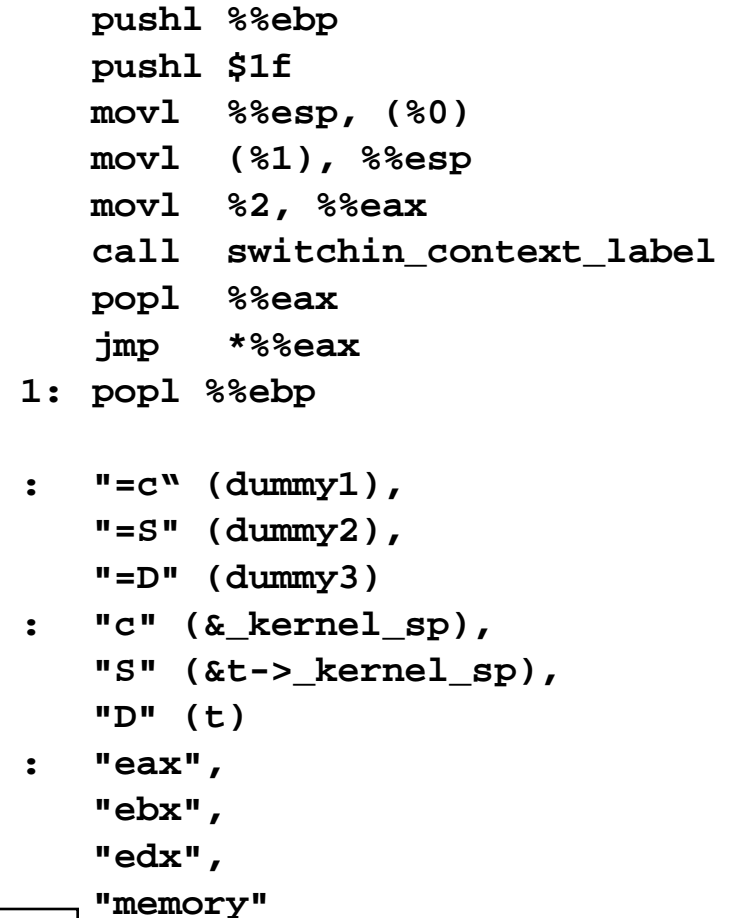 pushl %%ebp
pushl $1f
movl %%esp, (%0)
movl (%1), %%esp
movl %2, %%eax
call switchin_context_label
popl %%eax
jmp *%%eax
1: popl %%ebp
: "=c“ (dummy1),
"=S" (dummy2),
"=D" (dummy3)
: "c" (&_kernel_sp),
"S" (&t->_kernel_sp),
"D" (t)
: "eax",
"ebx",
"edx",
"memory"